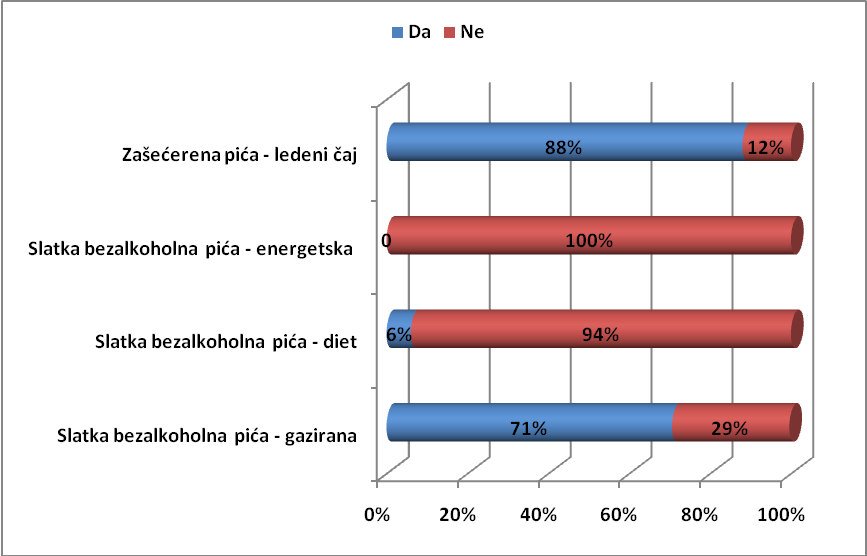 Da Ne
Zašećerena pića - ledeni čaj
88% 12%
Slatka bezalkoholna pića - energetska
0 100%
Slatka bezalkoholna pića - diet
6% 94%
Slatka bezalkoholna pića - gazirana
71% 29%
0% 20% 40% 60% 80% 100%